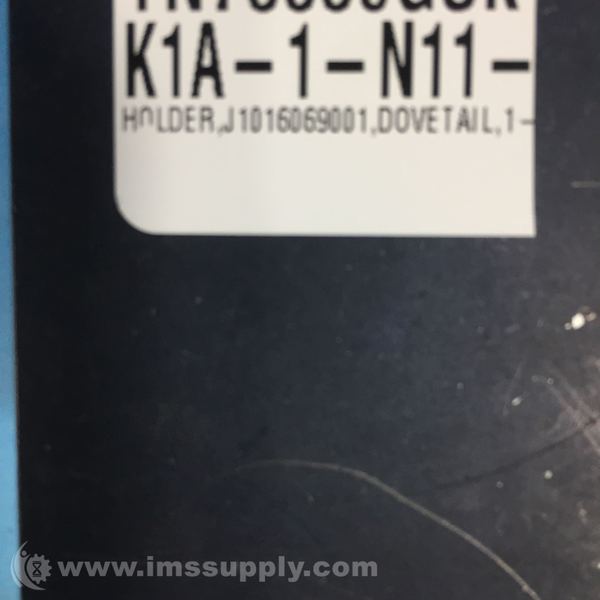 K1A-1-N11-
HOLDER,J1016069001,DOVETAIL,1-
www.imssupply.com